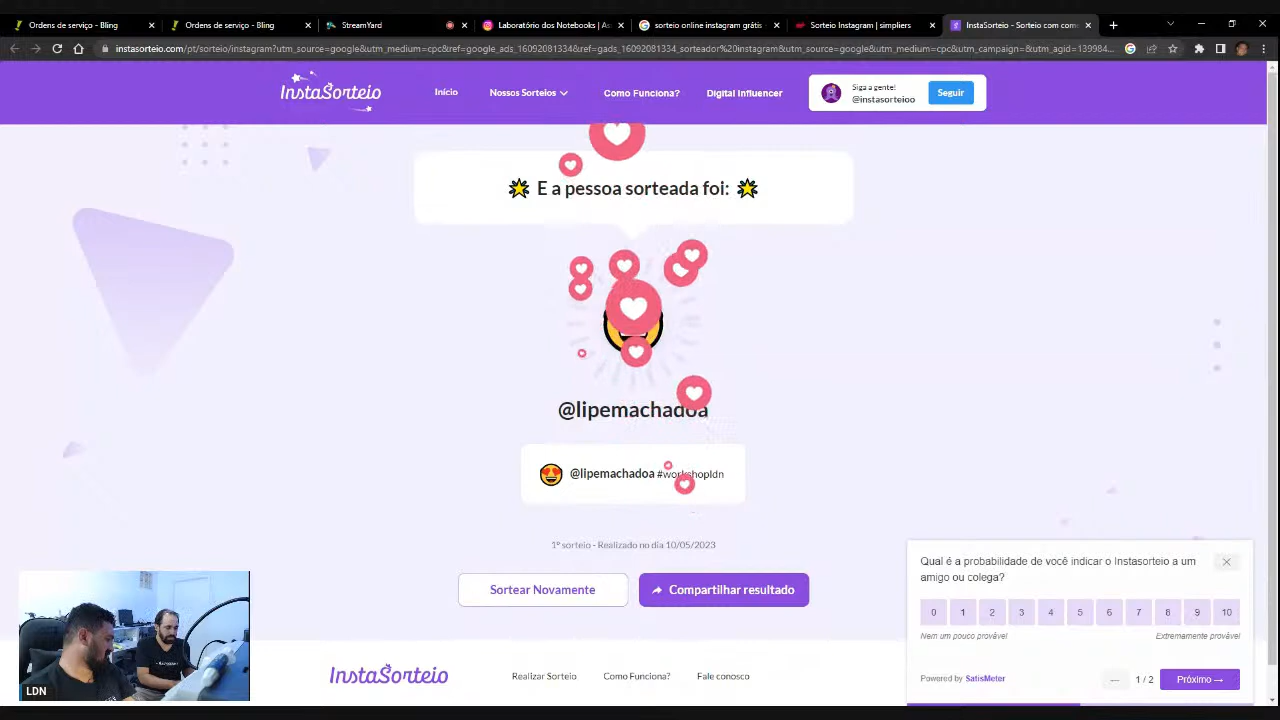 Ordens de serviço - Bling
Ordens de serviço - Bling
StreamYard
Laboratório dos Notebooks | As
sorteio online instagram grátis
Sorteio Instagram | simpliers
InstaSorteio - Sorteio com com
instasorteio.com/pt/sorteio/instagram?utm_source=google&utm_medium=cpc&ref=google_ads_16092081334&ref=gads_16092081334_sorteador%20instagram&utm_source=google&utm_medium=cpc&utm_campaign=&utm_agid=139984...
InstaSorteio
Início
Nossos Sorteios
Como Funciona?
Digital Influencer
Siga a gente!
@instasorteioo
Seguir
E a pessoa sorteada foi:
@lipemachadoa
@lipemachadoa #workshopldn
1º sorteio - Realizado no dia 10/05/2023
Sortear Novamente
Compartilhar resultado
Qual é a probabilidade de você indicar o Instasorteio a um
amigo ou colega?
0 1 2 3 4 5 6 7 8 9 10
Nem um pouco provável
Extremamente provável
Powered by SatisMeter
1 / 2
Próximo →
LDN
InstaSorteio
Realizar Sorteio
Como Funciona?
Fale conosco